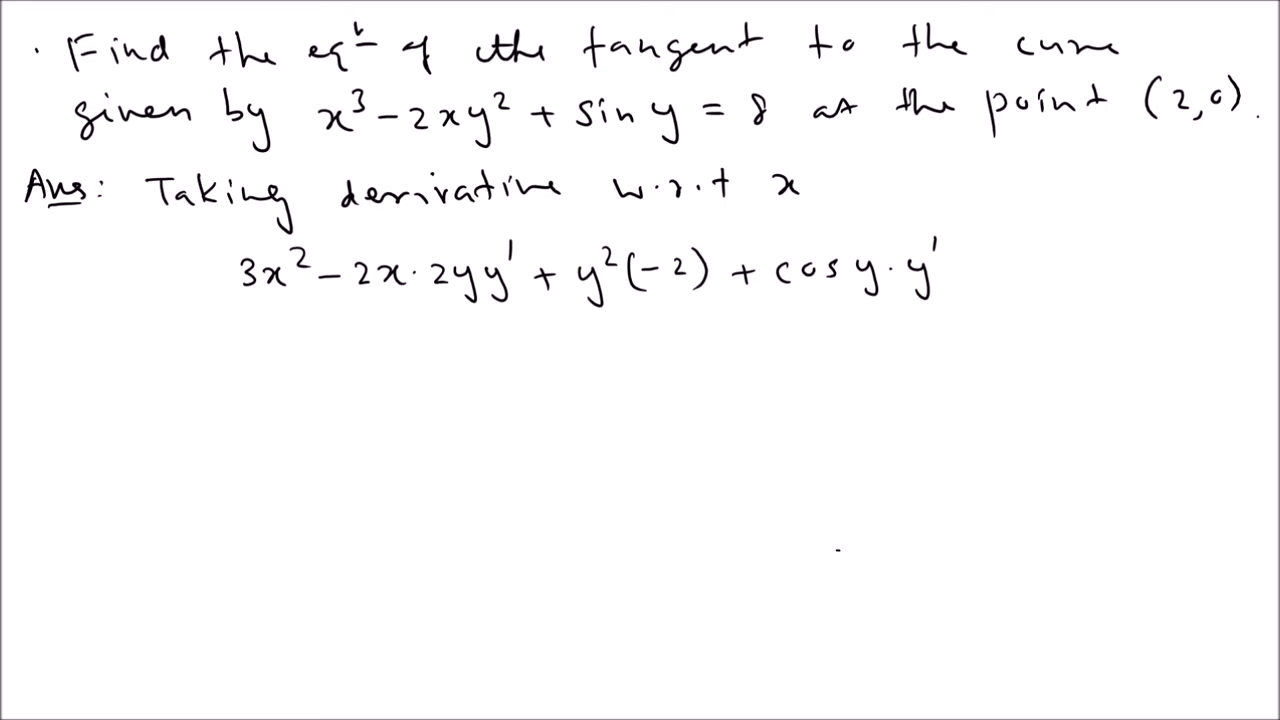 . Find the eqⁿ of the tangent to the curve
given by x³ - 2xy² + sin y = 8 at the point (2,0).
Ans: Taking derivative w.r.t x
3x² - 2x · 2yy' + y²(-2) + cos y · y'